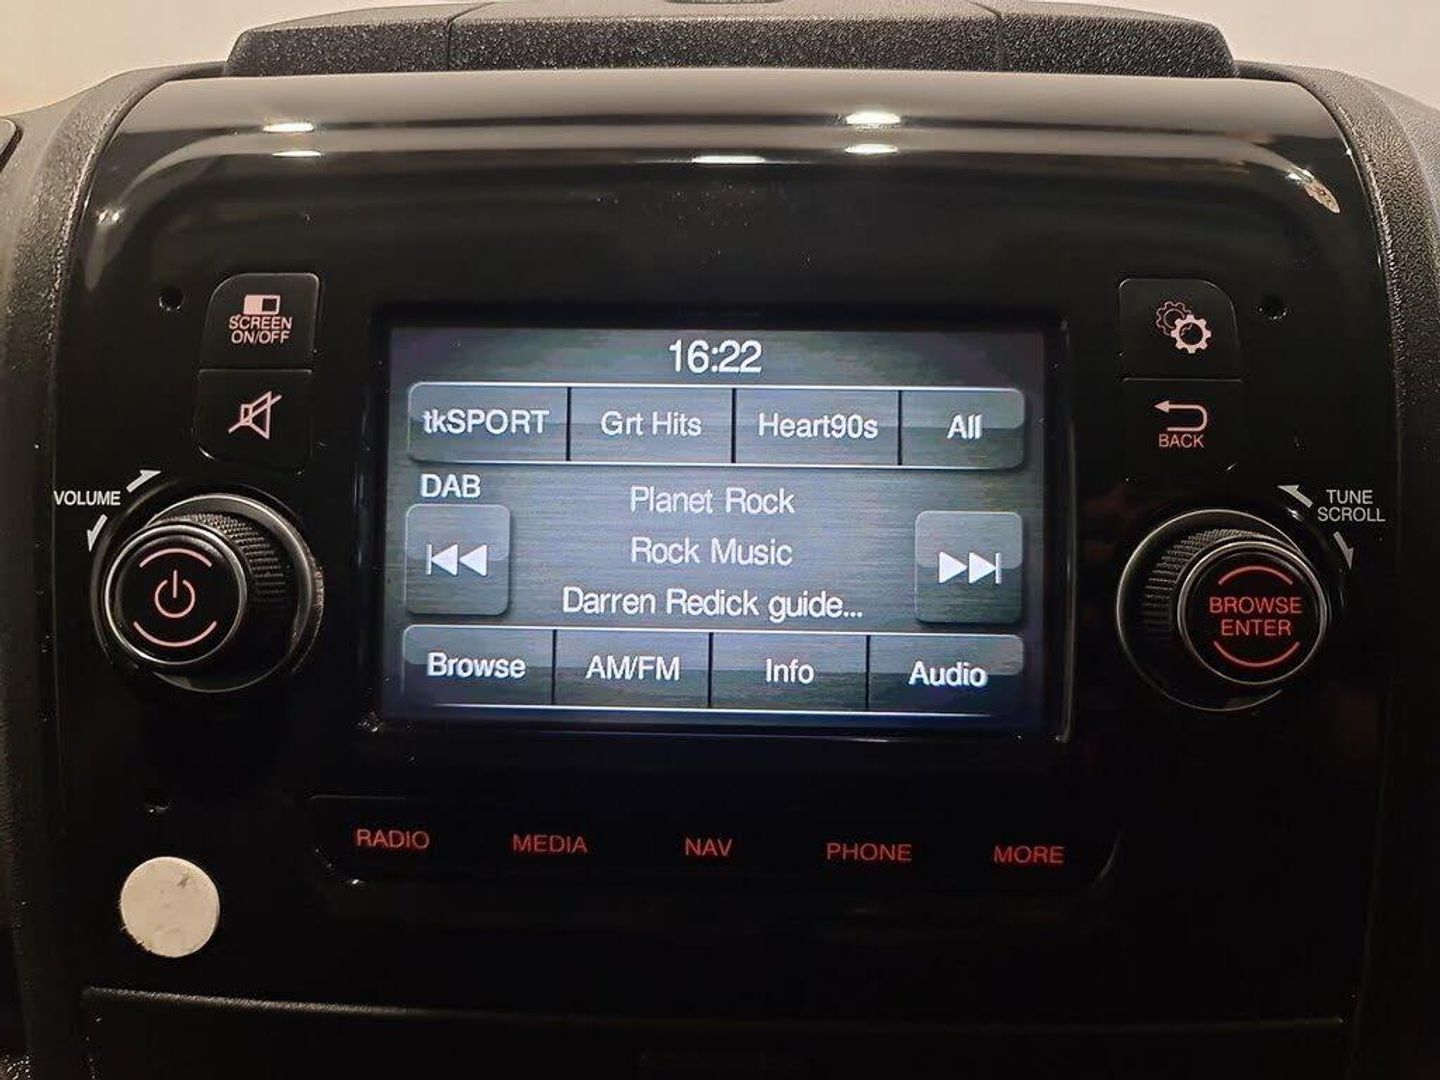 SCREEN
ON/OFF
16:22
tkSPORT Grt Hits Heart90s All
BACK
VOLUME
DAB
Planet Rock
TUNE
SCROLL
Rock Music
Darren Redick guide...
BROWSE
ENTER
Browse AM/FM Info Audio
RADIO MEDIA NAV PHONE MORE